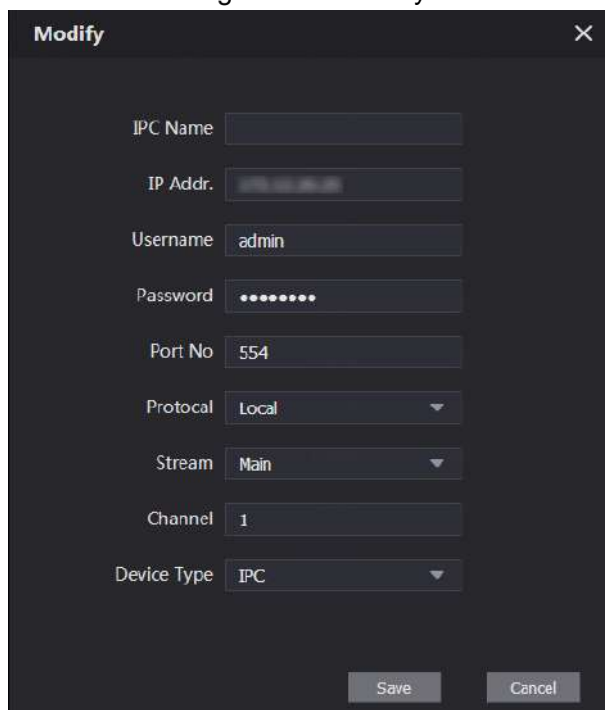 Modify
IPC Name
IP Addr.
Username admin
Password ••••••••
Port No 554
Protocal Local
Stream Main
Channel 1
Device Type IPC
Save Cancel